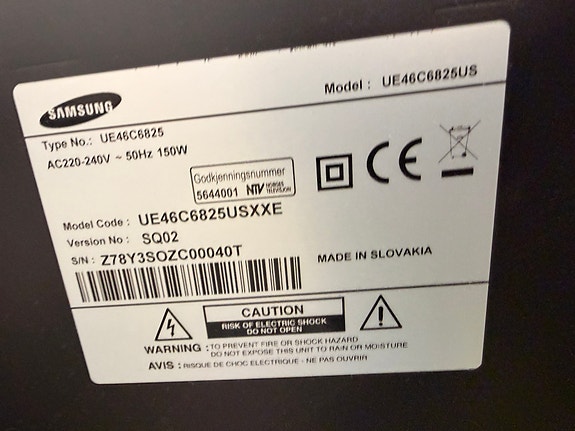 SAMSUNG
Model : UE46C6825US
Type No.: UE46C6825
AC220-240V ~ 50Hz 150W
Godkjenningsnummer
5644001 NTV NORGES TELEVISJON
Model Code : UE46C6825USXXE
Version No : SQ02
S/N : Z78Y3SOZC00040T
MADE IN SLOVAKIA
CAUTION
RISK OF ELECTRIC SHOCK
DO NOT OPEN
WARNING : TO PREVENT FIRE OR SHOCK HAZARD
DO NOT EXPOSE THIS UNIT TO RAIN OR MOISTURE
AVIS : RISQUE DE CHOC ELECTRIQUE - NE PAS OUVRIR